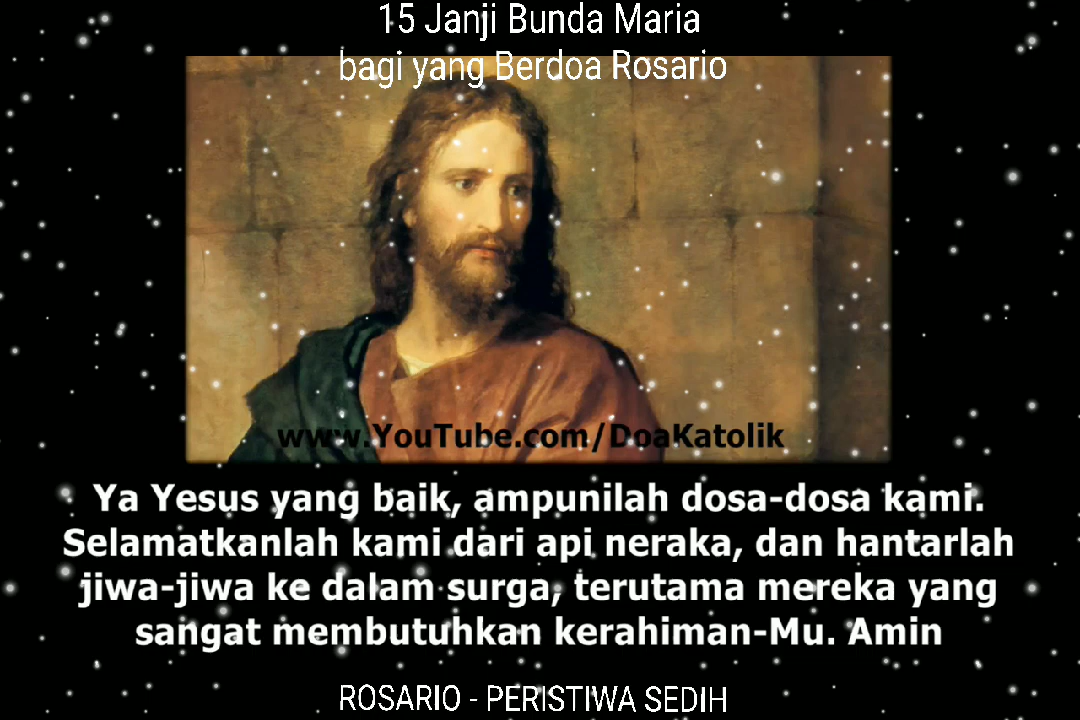 15 Janji Bunda Maria
bagi yang Berdoa Rosario
www.YouTube.com/DoaKatolik
Ya Yesus yang baik, ampunilah dosa-dosa kami.
Selamatkanlah kami dari api neraka, dan hantarlah
jiwa-jiwa ke dalam surga, terutama mereka yang
sangat membutuhkan kerahiman-Mu. Amin
ROSARIO - PERISTIWA SEDIH